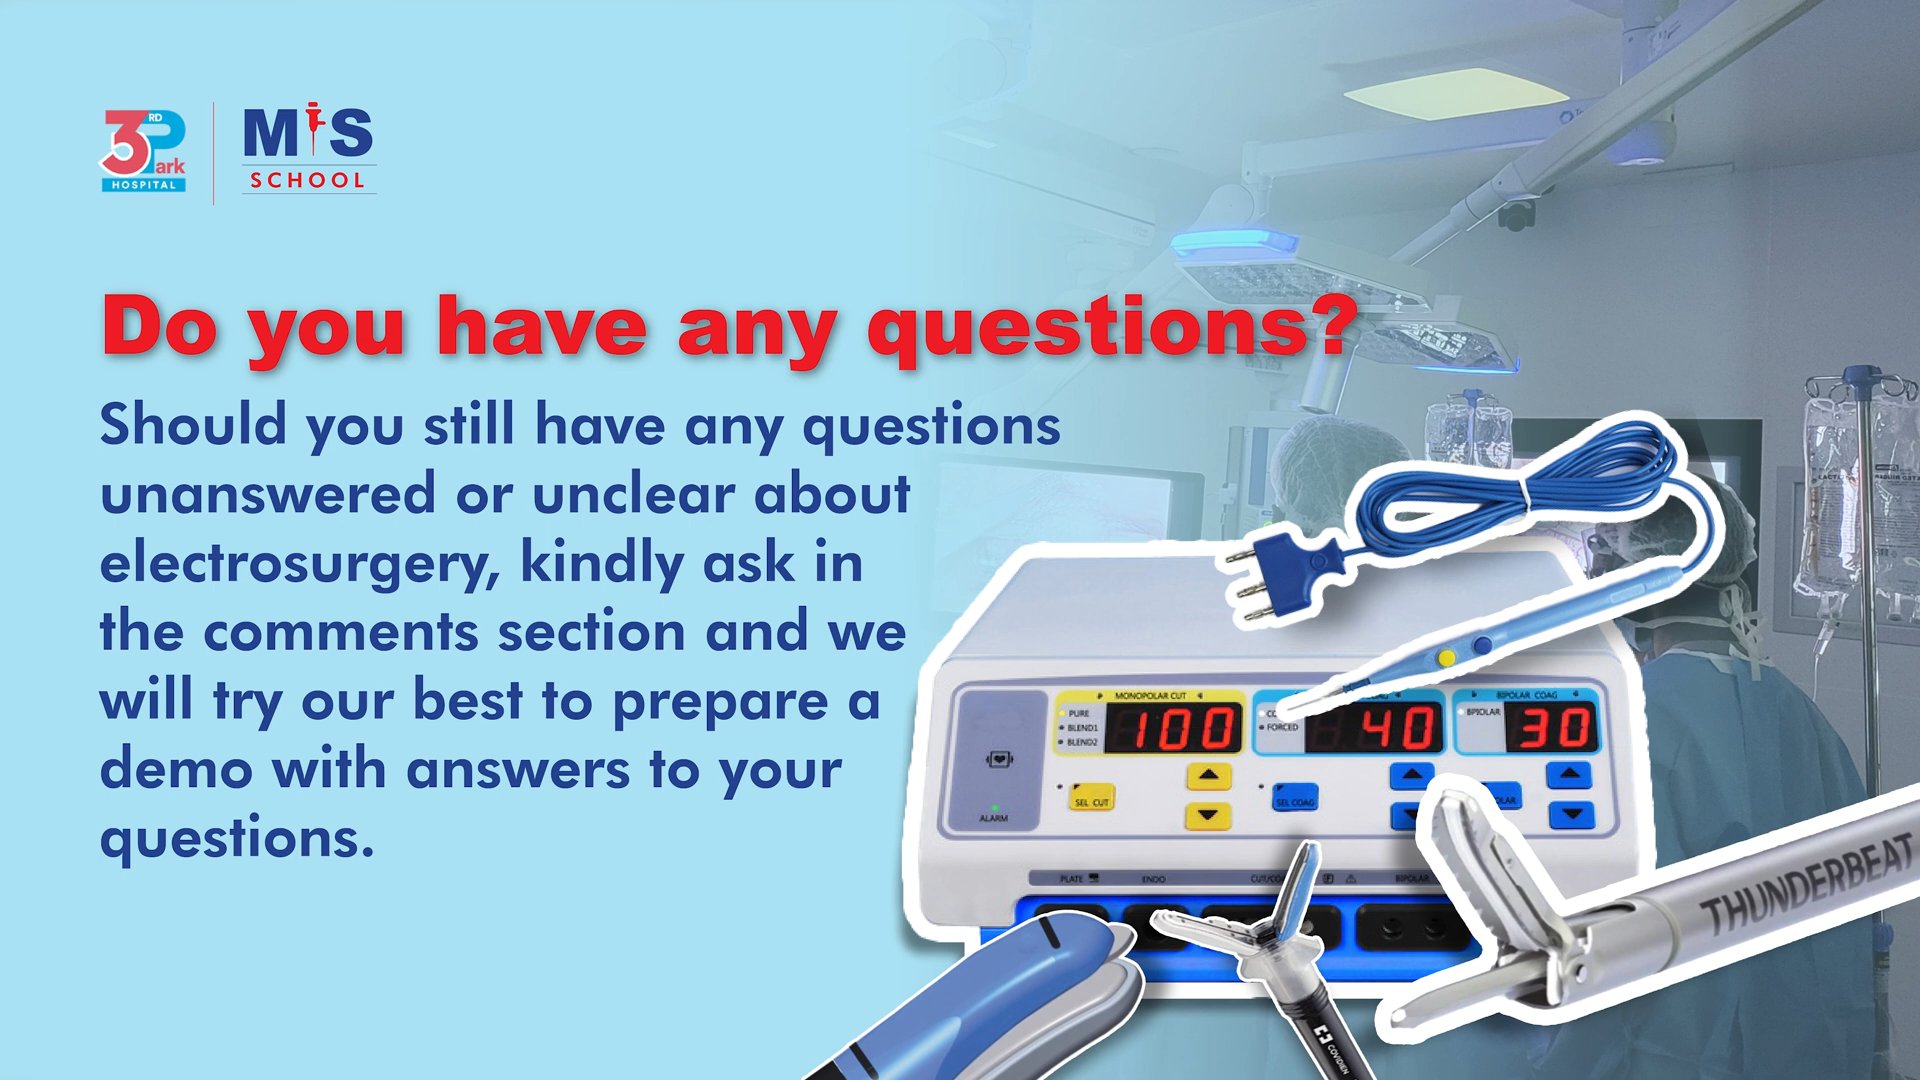 3RD Park
HOSPITAL
MIS
SCHOOL
Do you have any questions?
Should you still have any questions
unanswered or unclear about
electrosurgery, kindly ask in
the comments section and we
will try our best to prepare a
demo with answers to your
questions.
MONOPOLAR CUT
PURE
BLEND1
BLEND2
100
SEL CUT
FORCED
40
SEL COAG
BIPOLAR COAG
BPIOLAR
30
ALARM
PLATE
ENDO
BIPOLAR
THUNDERBEAT
COVIDIEN